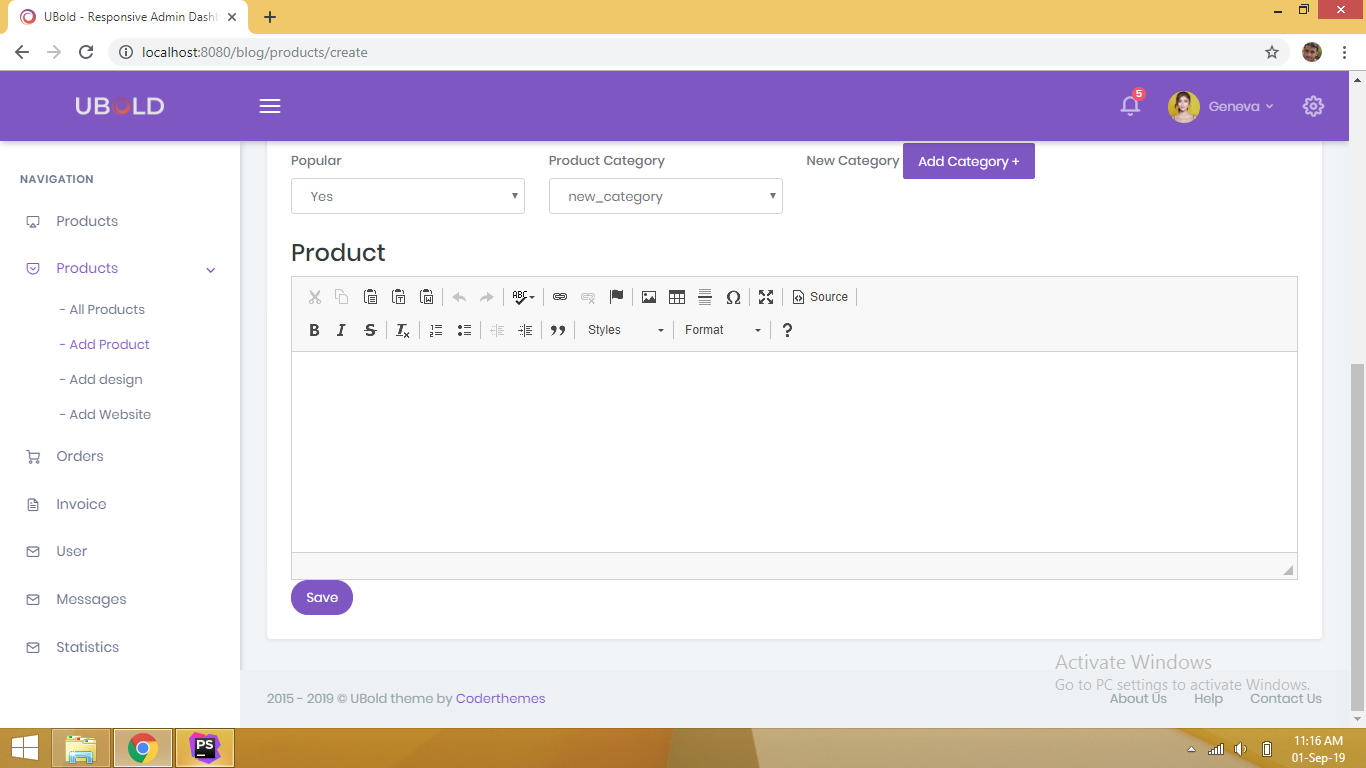 UBold - Responsive Admin Dash
localhost:8080/blog/products/create
UBOLD
5
Geneva
NAVIGATION
Products
Products
- All Products
- Add Product
- Add design
- Add Website
Orders
Invoice
User
Messages
Statistics
Popular
Product Category
New Category
Add Category +
Yes
new_category
Product
ABC
Source
B I S Tx
Styles
Format
?
Save
Activate Windows
Go to PC settings to activate Windows.
2015 - 2019 © UBold theme by Coderthemes
About Us
Help
Contact Us
PS
11:16 AM
01-Sep-19